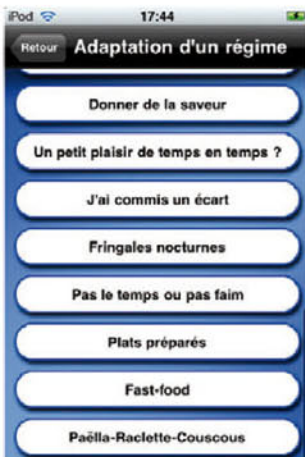 iPod 17:44
Retour Adaptation d'un régime
Donner de la saveur
Un petit plaisir de temps en temps ?
J'ai commis un écart
Fringales nocturnes
Pas le temps ou pas faim
Plats préparés
Fast-food
Paëlla-Raclette-Couscous